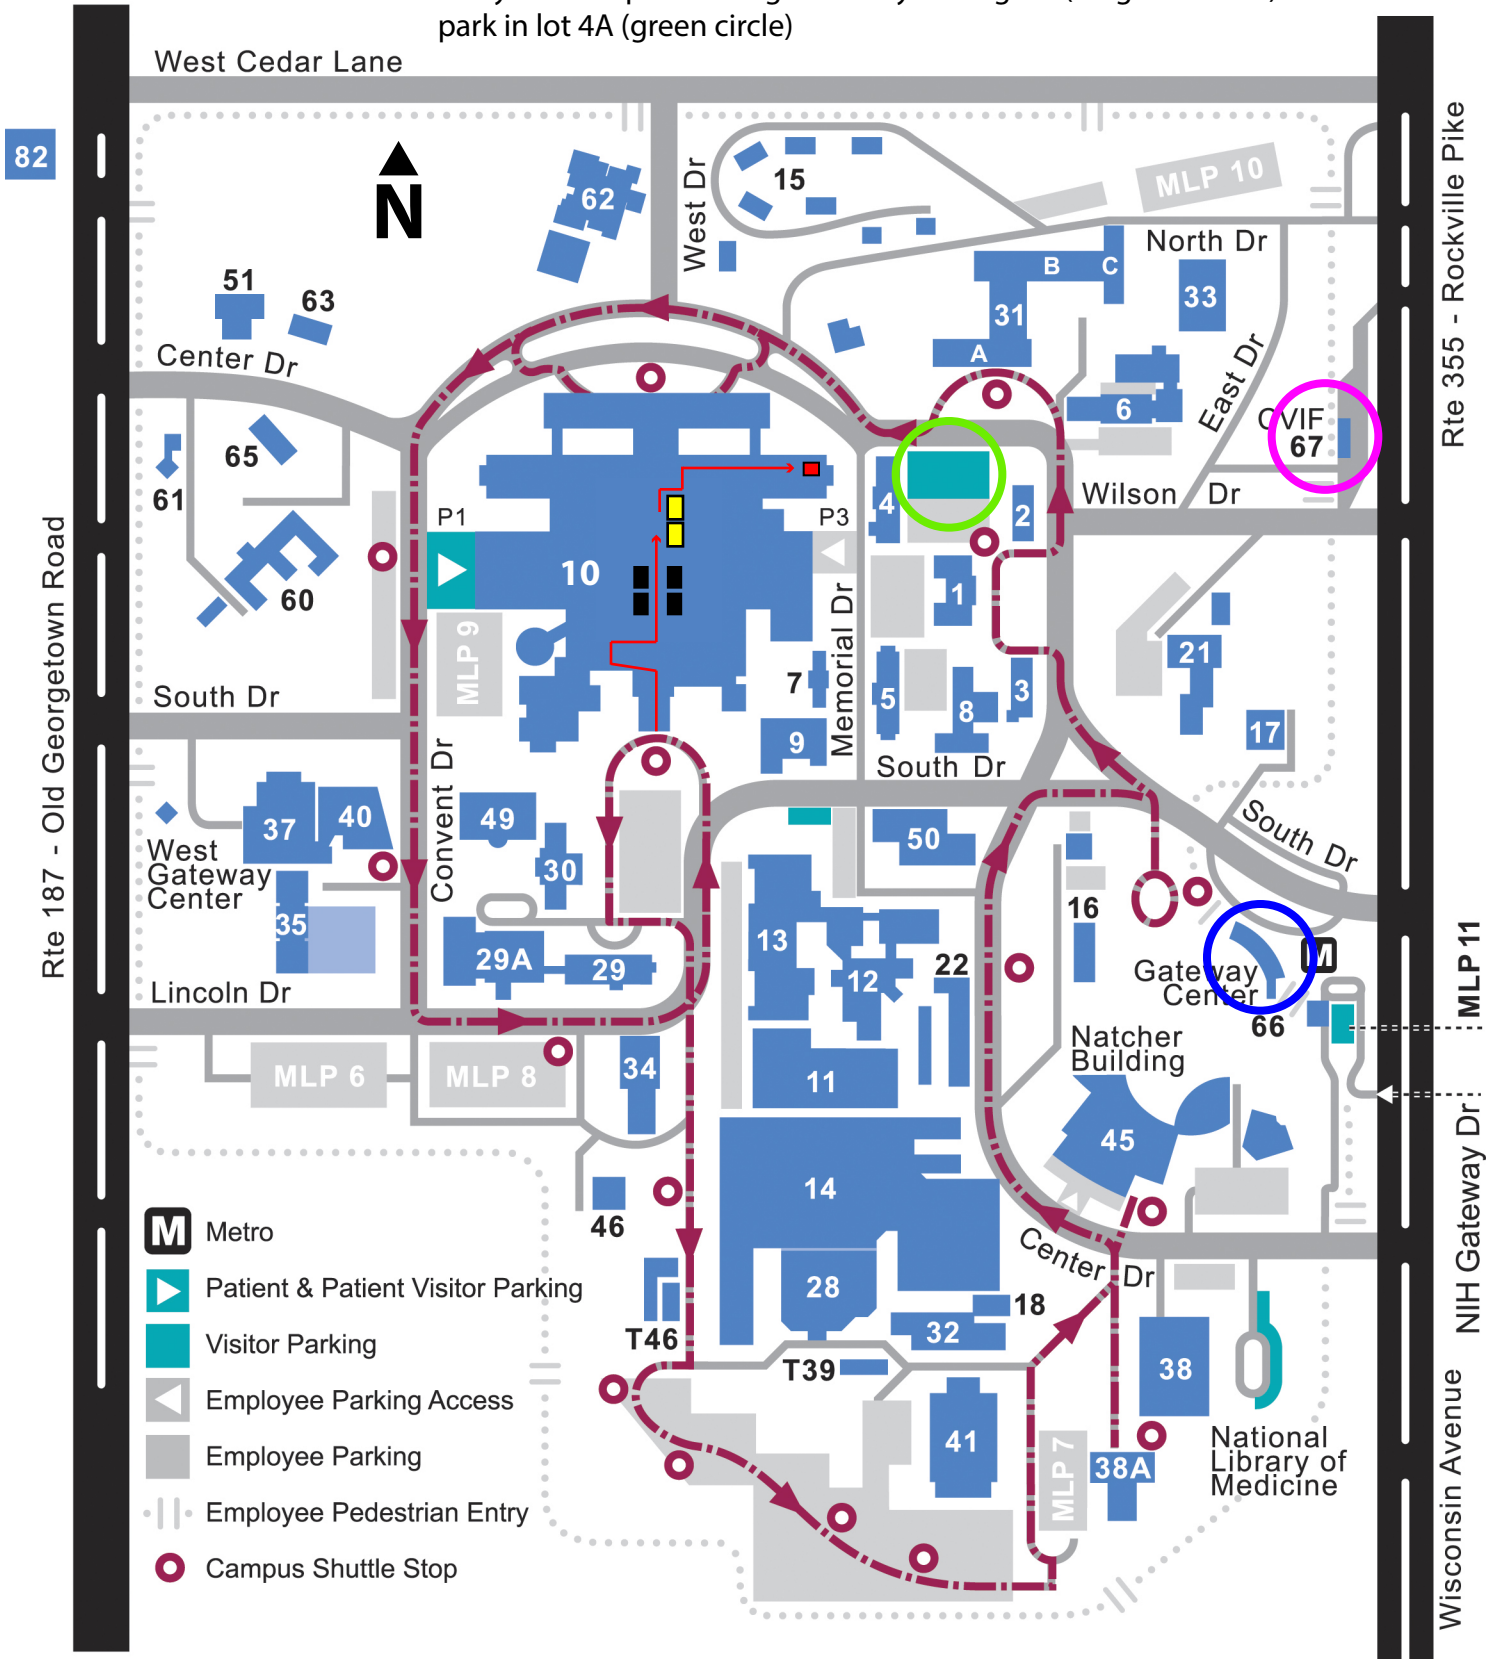 park in lot 4A (green circle)
West Cedar Lane
82
N
62
West Dr
15
MLP 10
Rte 355 - Rockville Pike
North Dr
B
C
33
31
A
51
63
Center Dr
East Dr
6
CVIF
67
65
61
P1
P3
4
2
Wilson Dr
10
60
1
MLP 9
Memorial Dr
21
7
5
3
8
South Dr
17
9
South Dr
Rte 187 - Old Georgetown Road
37
40
49
Convent Dr
50
South Dr
West
Gateway
Center
30
35
16
13
29A
29
12
22
M
Gateway
Center
66
MLP 11
Lincoln Dr
Natcher
Building
MLP 6
MLP 8
34
11
45
NIH Gateway Dr
14
46
Center Dr
M Metro
Patient & Patient Visitor Parking
Visitor Parking
Employee Parking Access
Employee Parking
Employee Pedestrian Entry
Campus Shuttle Stop
28
18
32
T46
T39
38
41
MLP 7
38A
National
Library of
Medicine
Wisconsin Avenue